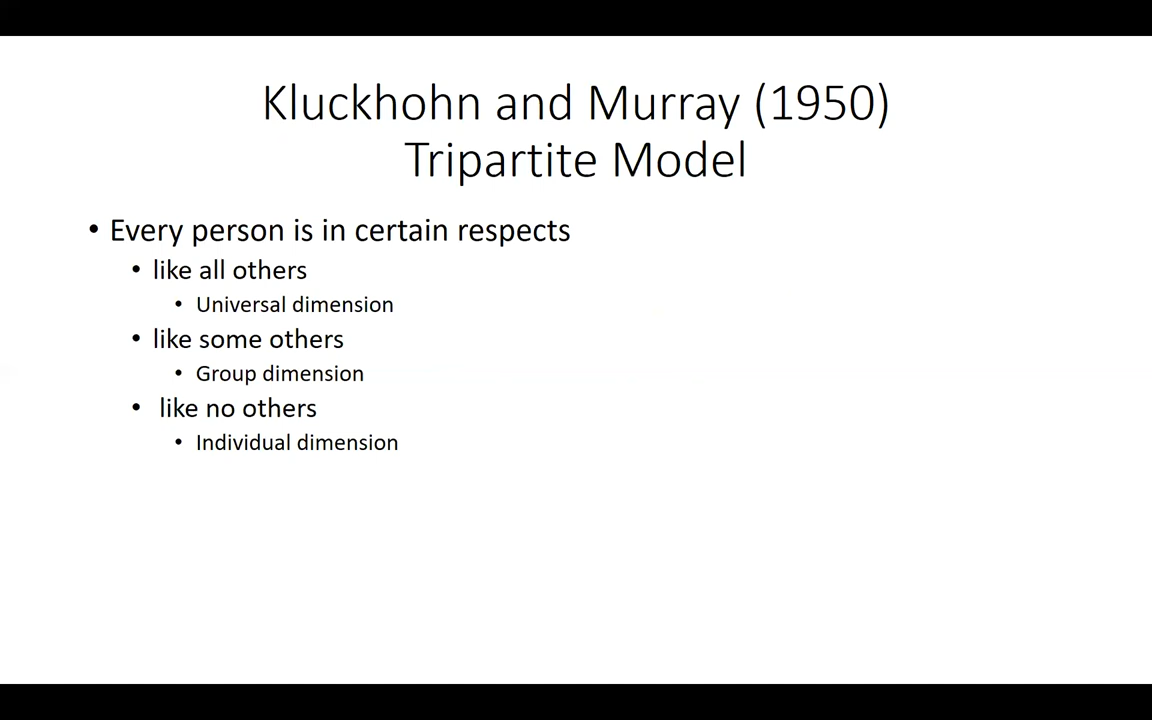 Kluckhohn and Murray (1950)
Tripartite Model
• Every person is in certain respects
• like all others
• Universal dimension
• like some others
• Group dimension
• like no others
• Individual dimension